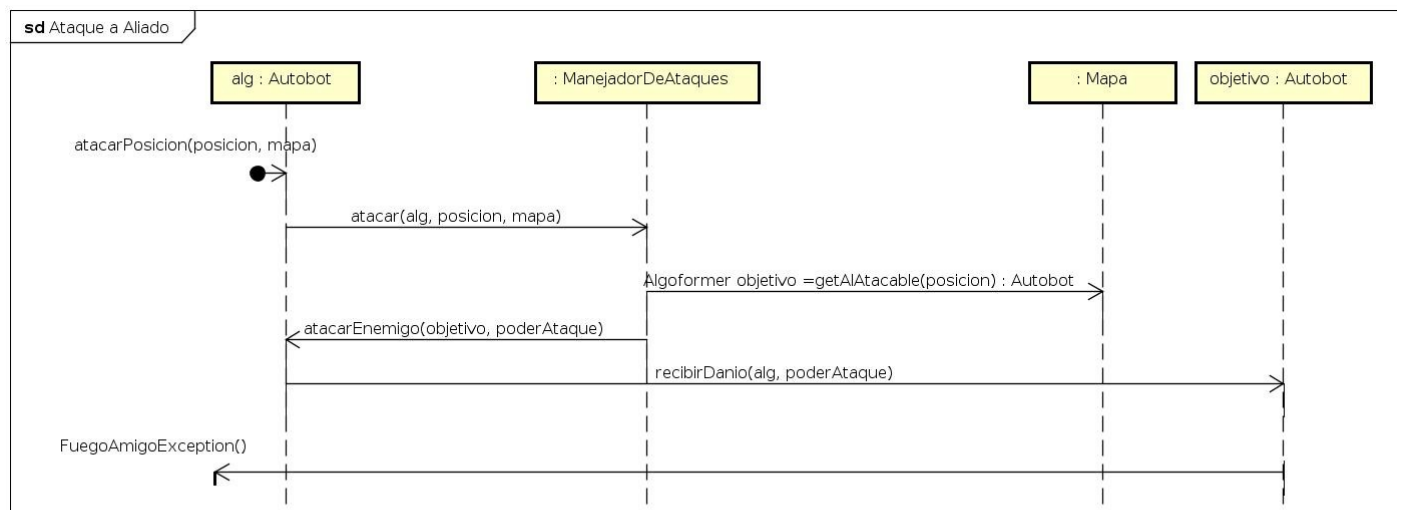 sd Ataque a Aliado
alg : Autobot
: ManejadorDeAtaques
: Mapa
objetivo : Autobot
atacarPosicion(posicion, mapa)
atacar(alg, posicion, mapa)
Algoformer objetivo =getAlAtacable(posicion) : Autobot
atacarEnemigo(objetivo, poderAtaque)
recibirDanio(alg, poderAtaque)
FuegoAmigoException()